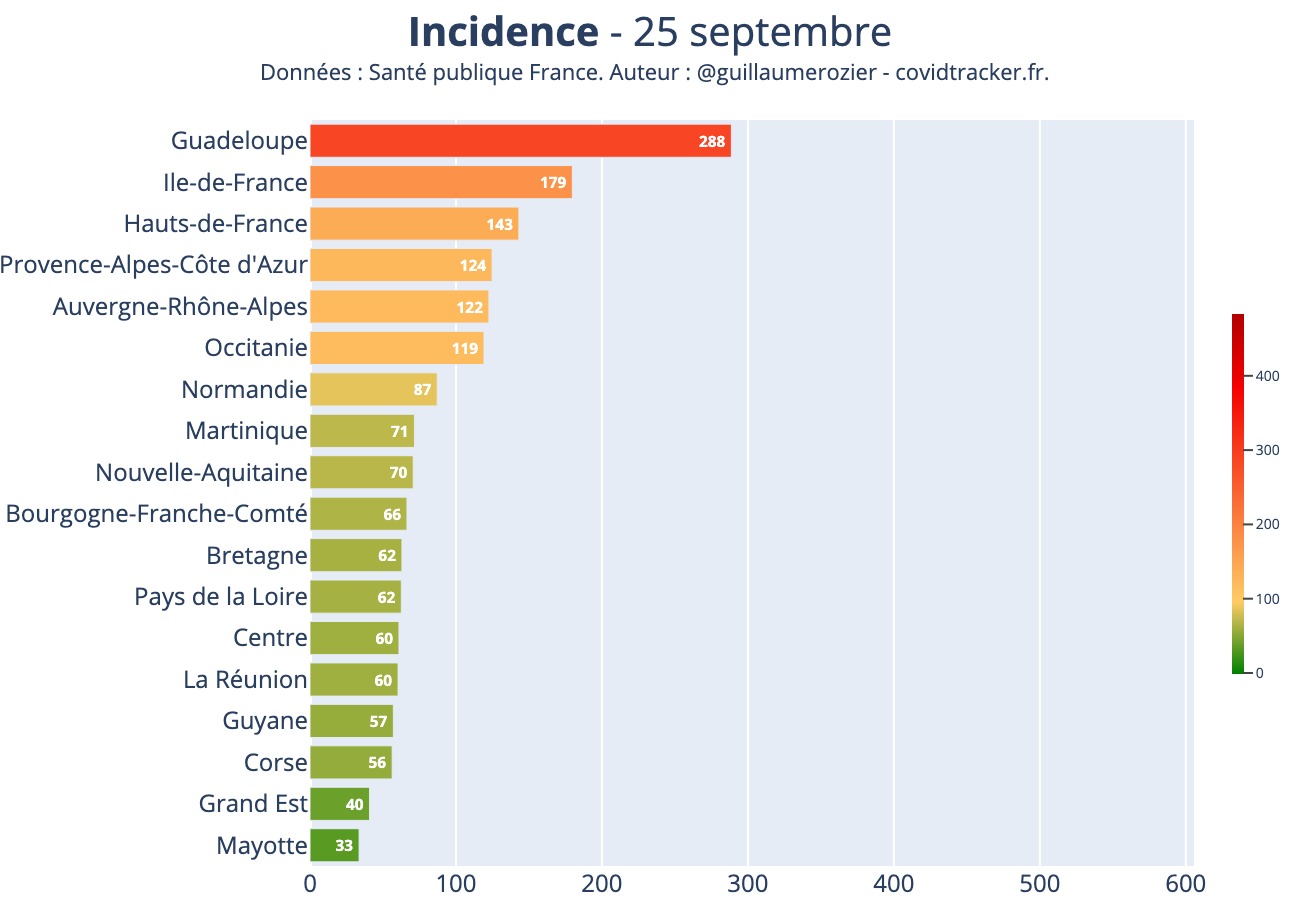 Incidence - 25 septembre
Données : Santé publique France. Auteur : @guillaumerozier - covidtracker.fr.
Guadeloupe 288
Ile-de-France 179
Hauts-de-France 143
Provence-Alpes-Côte d'Azur 124
Auvergne-Rhône-Alpes 122
Occitanie 119
Normandie 87
Martinique 71
Nouvelle-Aquitaine 70
Bourgogne-Franche-Comté 66
Bretagne 62
Pays de la Loire 62
Centre 60
La Réunion 60
Guyane 57
Corse 56
Grand Est 40
Mayotte 33
0 100 200 300 400 500 600
400
300
200
100
0